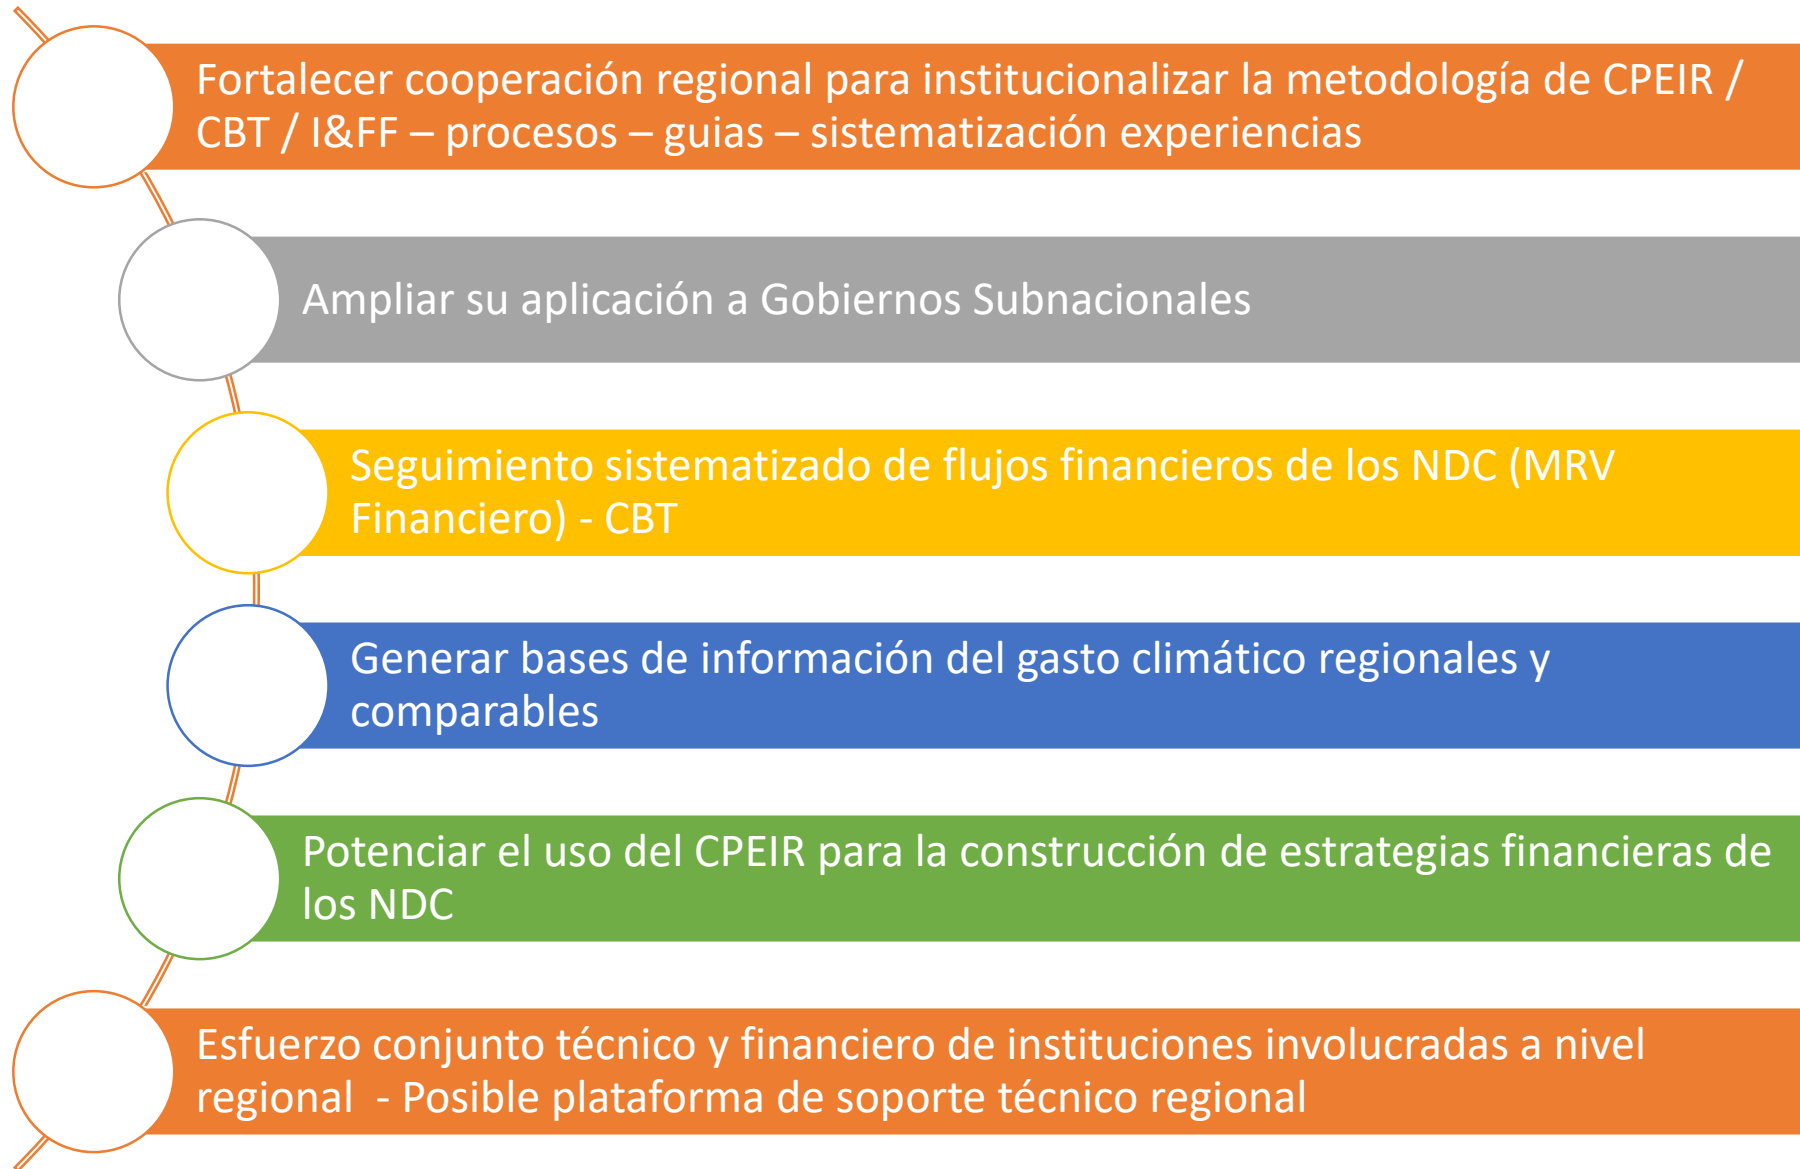 Fortalecer cooperación regional para institucionalizar la metodología de CPEIR /
CBT / I&FF – procesos – guias – sistematización experiencias
Ampliar su aplicación a Gobiernos Subnacionales
Seguimiento sistematizado de flujos financieros de los NDC (MRV
Financiero) - CBT
Generar bases de información del gasto climático regionales y
comparables
Potenciar el uso del CPEIR para la construcción de estrategias financieras de
los NDC
Esfuerzo conjunto técnico y financiero de instituciones involucradas a nivel
regional  - Posible plataforma de soporte técnico regional